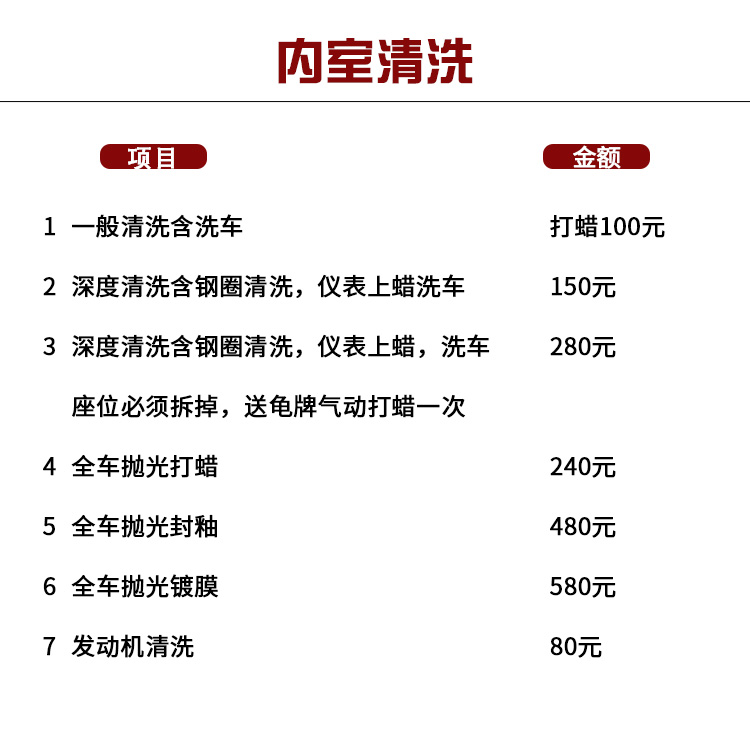 内室清洗
项目 金额
1 一般清洗含洗车 打蜡100元
2 深度清洗含钢圈清洗，仪表上蜡洗车 150元
3 深度清洗含钢圈清洗，仪表上蜡，洗车 280元
座位必须拆掉，送龟牌气动打蜡一次
4 全车抛光打蜡 240元
5 全车抛光封釉 480元
6 全车抛光镀膜 580元
7 发动机清洗 80元